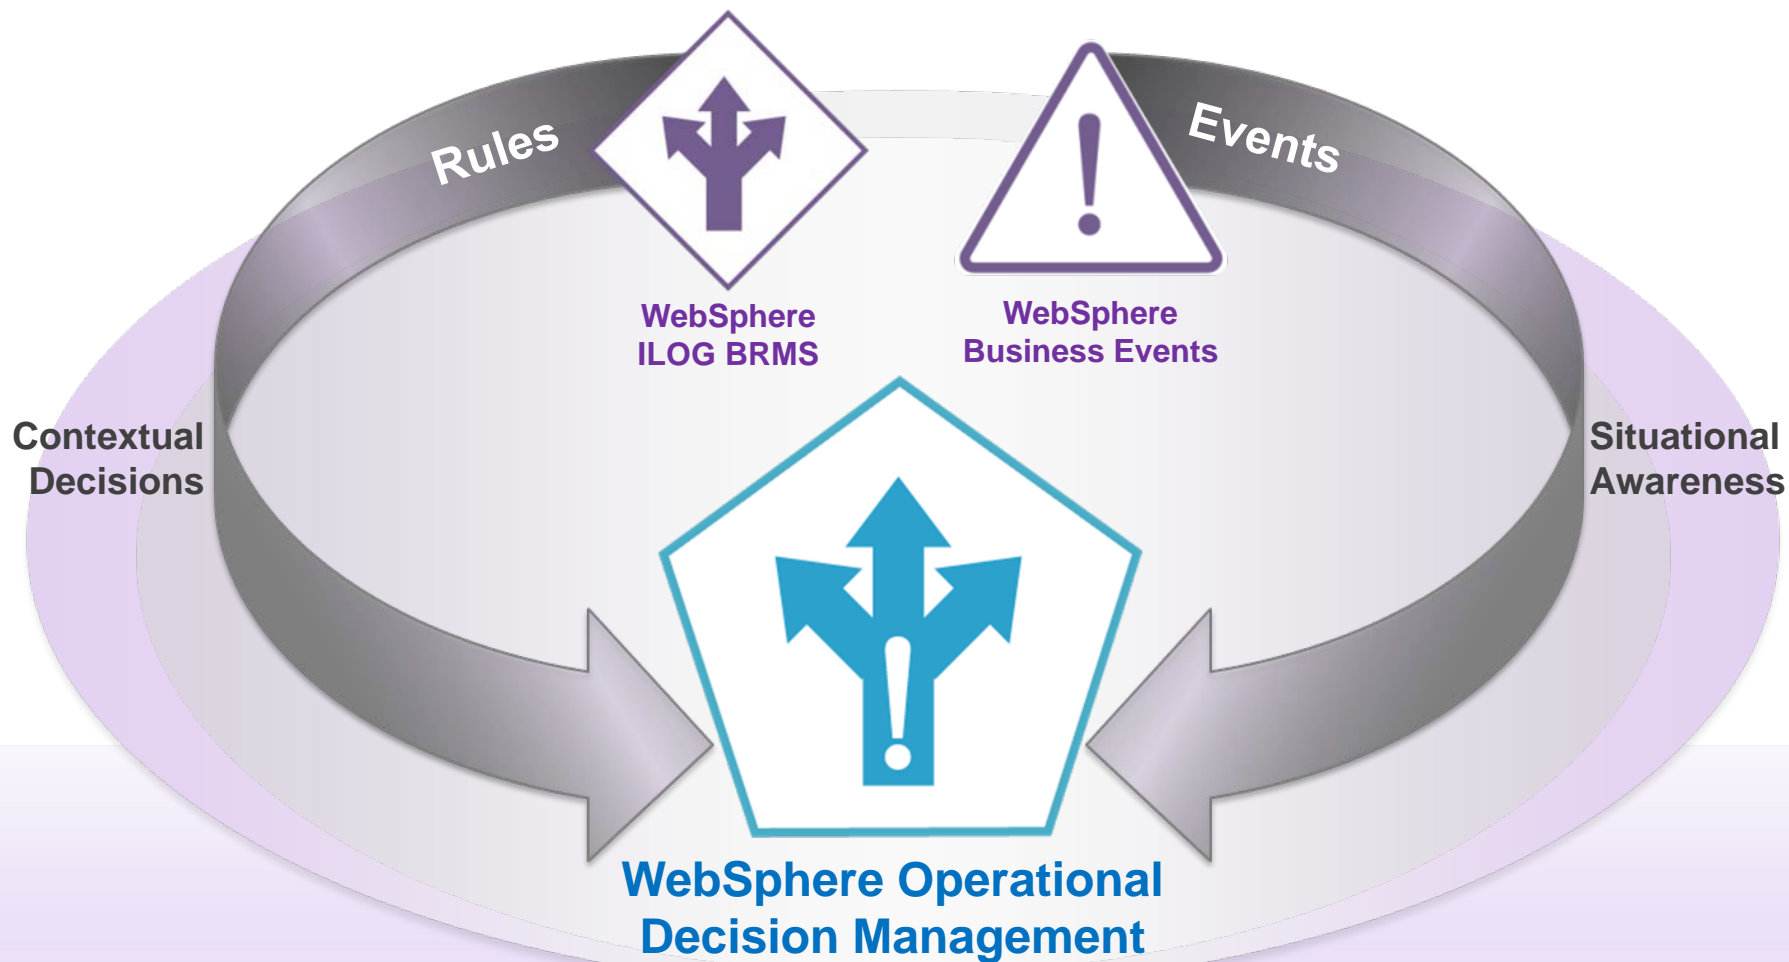 Rules
Events
WebSphere
ILOG BRMS
WebSphere
Business Events
Contextual
Decisions
Situational
Awareness
WebSphere Operational
Decision Management